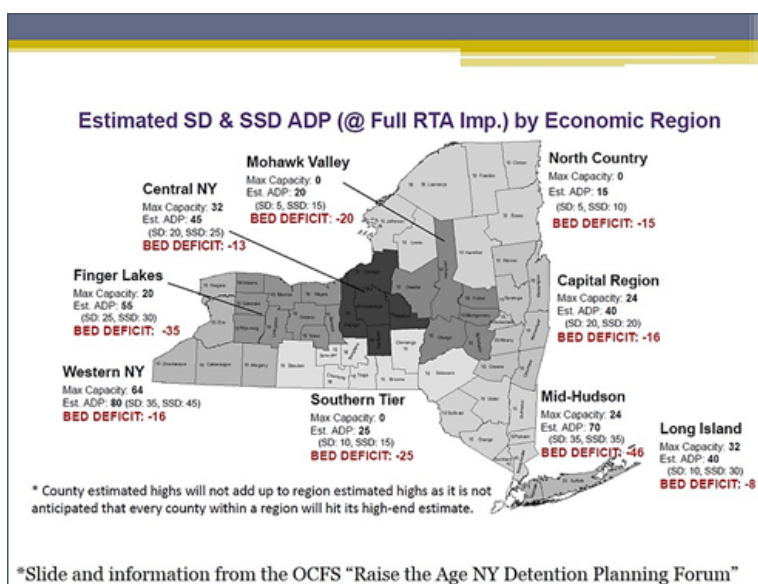 Estimated SD & SSD ADP (@ Full RTA Imp.) by Economic Region
Mohawk Valley
Max Capacity: 0
Est. ADP: 20
(SD: 5, SSD: 15)
BED DEFICIT: -20
North Country
Max Capacity: 0
Est. ADP: 15
(SD: 5, SSD: 10)
BED DEFICIT: -15
Central NY
Max Capacity: 32
Est. ADP: 45
(SD: 20, SSD: 25)
BED DEFICIT: -13
Finger Lakes
Max Capacity: 20
Est. ADP: 55
(SD: 25, SSD: 30)
BED DEFICIT: -35
Capital Region
Max Capacity: 24
Est. ADP: 40
(SD: 20, SSD: 20)
BED DEFICIT: -16
Western NY
Max Capacity: 64
Est. ADP: 80 (SD: 35, SSD: 45)
BED DEFICIT: -16
Southern Tier
Max Capacity: 0
Est. ADP: 25
(SD: 10, SSD: 15)
BED DEFICIT: -25
Mid-Hudson
Max Capacity: 24
Est. ADP: 70
(SD: 35, SSD: 35)
BED DEFICIT: -46
Long Island
Max Capacity: 32
Est. ADP: 40
(SD: 10, SSD: 30)
BED DEFICIT: -8
* County estimated highs will not add up to region estimated highs as it is not
anticipated that every county within a region will hit its high-end estimate.
*Slide and information from the OCFS “Raise the Age NY Detention Planning Forum”